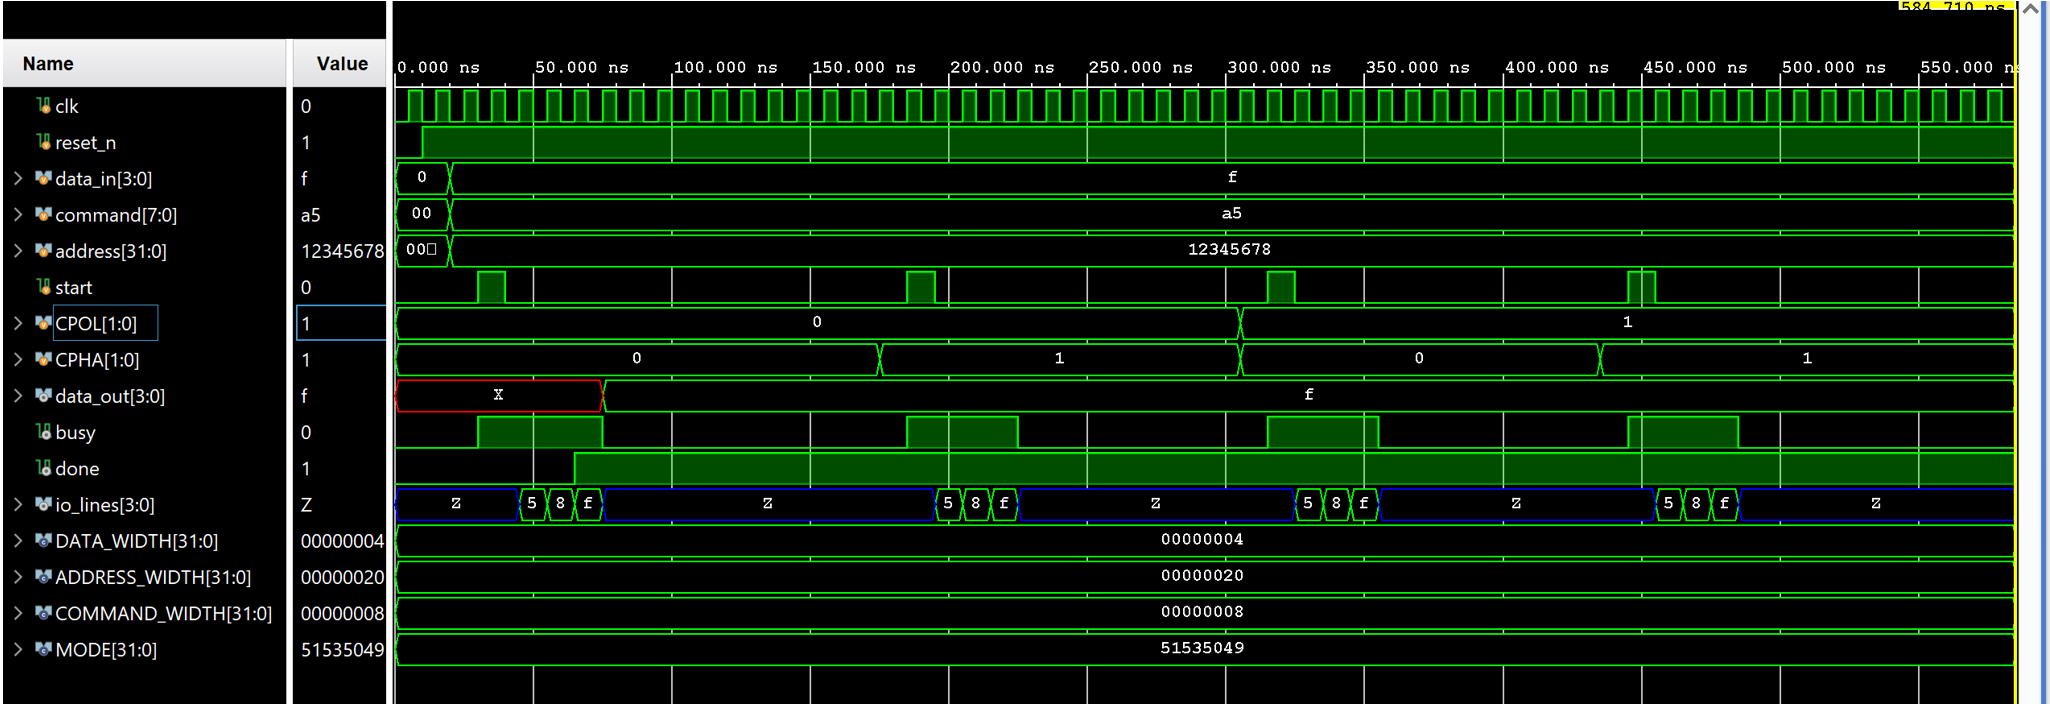 584.710 ns
Name Value
0.000 ns 50.000 ns 100.000 ns 150.000 ns 200.000 ns 250.000 ns 300.000 ns 350.000 ns 400.000 ns 450.000 ns 500.000 ns 550.000 ns
clk 0
reset_n 1
data_in[3:0] f 0 f
command[7:0] a5 00 a5
address[31:0] 12345678 00 12345678
start 0
CPOL[1:0] 1 0 1
CPHA[1:0] 1 0 1 0 1
data_out[3:0] f X f
busy 0
done 1
io_lines[3:0] Z Z 5 8 f Z 5 8 f Z 5 8 f Z 5 8 f Z
DATA_WIDTH[31:0] 00000004 00000004
ADDRESS_WIDTH[31:0] 00000020 00000020
COMMAND_WIDTH[31:0] 00000008 00000008
MODE[31:0] 51535049 51535049